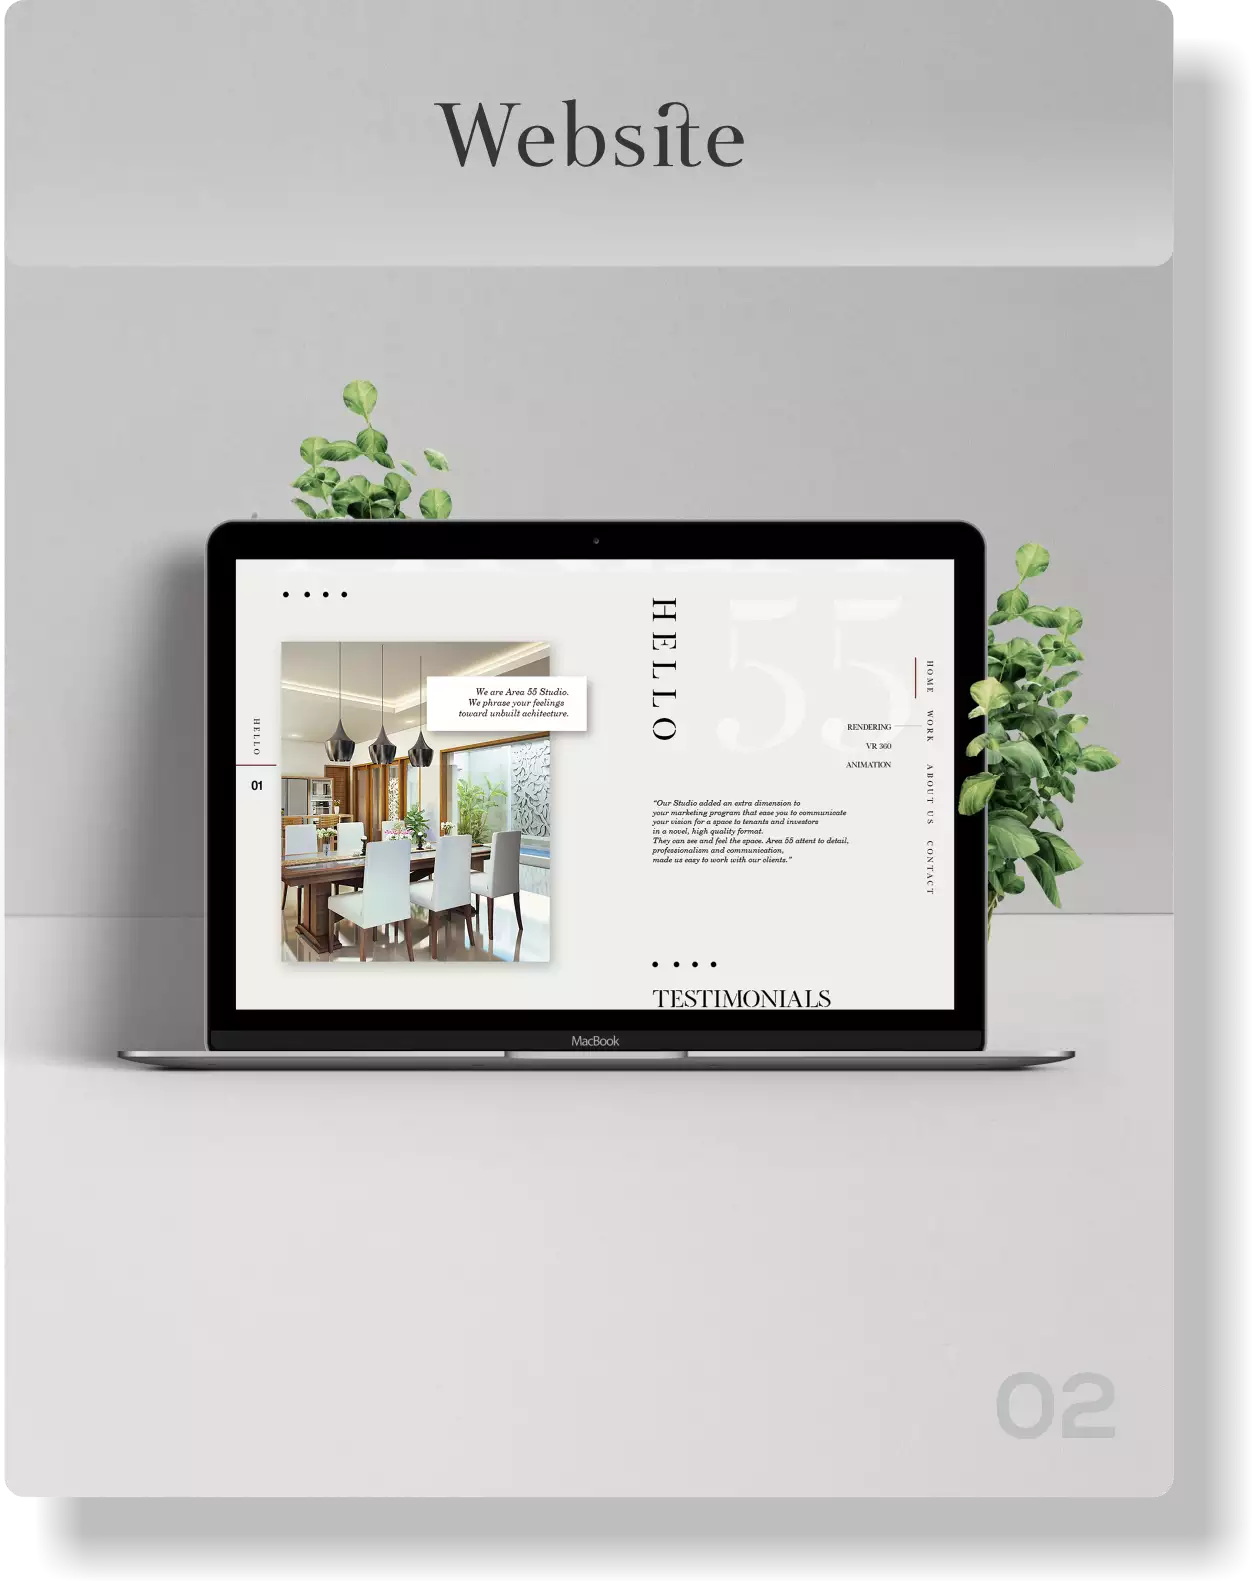 Website
HELLO
01
We are Area 55 Studio.
We phrase your feelings
toward unbuilt achitecture.
HELLO
55
RENDERING
VR 360
ANIMATION
HOME
WORK
ABOUT US
CONTACT
"Our Studio added an extra dimension to
your marketing program that ease you to communicate
your vision for a space to tenants and investors
in a novel, high quality format.
They can see and feel the space. Area 55 attent to detail,
professionalism and communication,
made us easy to work with our clients."
TESTIMONIALS
MacBook
02